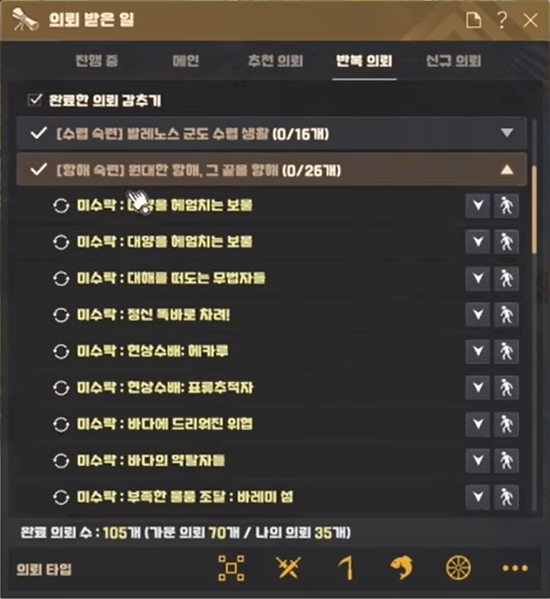 의뢰 받은 일
진행 중 메인 추천 의뢰 반복 의뢰 신규 의뢰
완료한 의뢰 감추기
[수렵 숙련] 발레노스 군도 수렵 생활 (0/16개)
[항해 숙련] 원대한 항해, 그 끝을 향해 (0/26개)
미수락 : 대양을 헤엄치는 보물
미수락 : 대양을 헤엄치는 보물
미수락 : 대해를 떠도는 무법자들
미수락 : 정신 똑바로 차려!
미수락 : 현상수배: 에카루
미수락 : 현상수배: 표류추적자
미수락 : 바다에 드리워진 위협
미수락 : 바다의 약탈자들
미수락 : 부족한 물품 조달 : 바레미 섬
완료 의뢰 수 : 105개 (가문 의뢰 70개 / 나의 의뢰 35개)
의뢰 타입